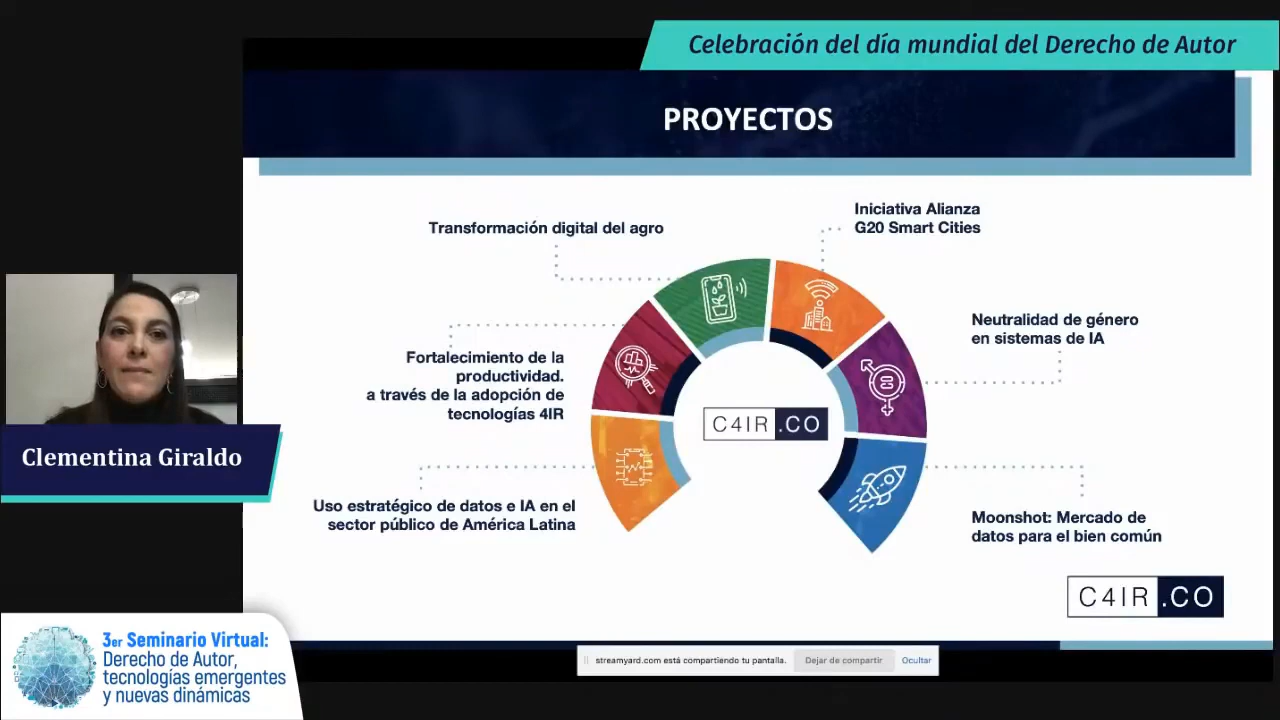 Celebración del día mundial del Derecho de Autor
PROYECTOS
Transformación digital del agro
Iniciativa Alianza
G20 Smart Cities
Neutralidad de género
en sistemas de IA
Fortalecimiento de la
productividad.
a través de la adopción de
tecnologías 4IR
C4IR.CO
Uso estratégico de datos e IA en el
sector público de América Latina
Moonshot: Mercado de
datos para el bien común
C4IR.CO
Clementina Giraldo
3er Seminario Virtual:
Derecho de Autor,
tecnologías emergentes
y nuevas dinámicas
streamyard.com está compartiendo tu pantalla.
Dejar de compartir
Ocultar